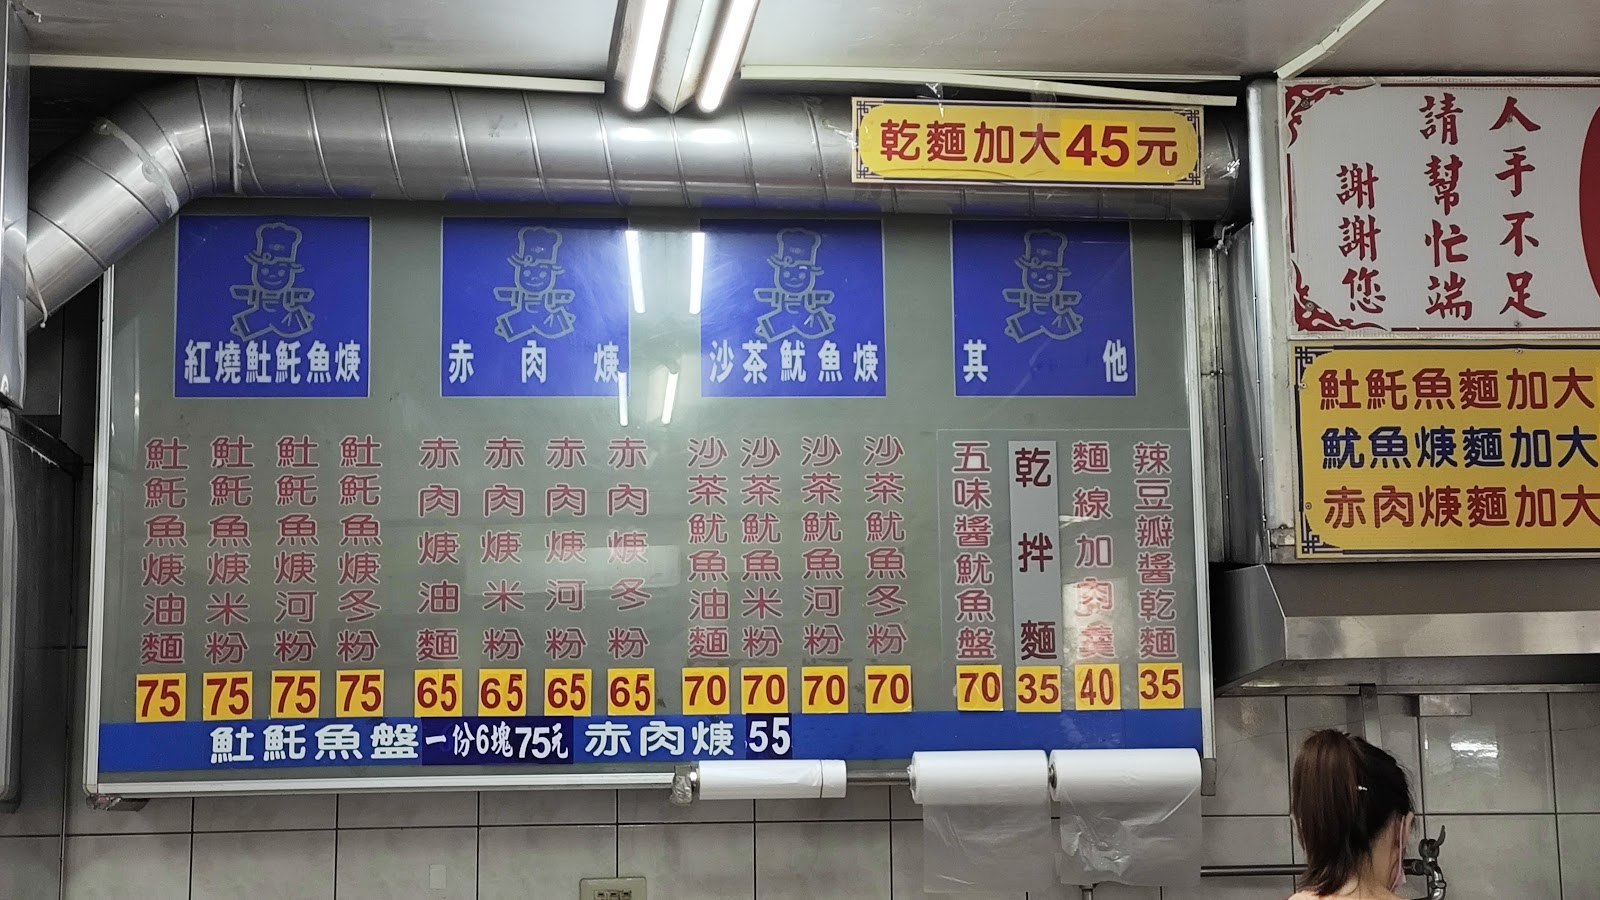 乾麵加大45元
人手不足
請幫忙端
謝謝您
魠魠魚麵加大
魷魚焿麵加大
赤肉焿麵加大
紅燒魠魠魚焿
赤肉焿
沙茶魷魚焿
其他
魠魠魚焿油麵 75
魠魠魚焿米粉 75
魠魠魚焿河粉 75
魠魠魚焿冬粉 75
赤肉焿油麵 65
赤肉焿米粉 65
赤肉焿河粉 65
赤肉焿冬粉 65
沙茶魷魚油麵 70
沙茶魷魚米粉 70
沙茶魷魚河粉 70
沙茶魷魚冬粉 70
五味醬魷魚盤 70
乾拌麵 35
麵線加肉羹 40
辣豆瓣醬乾麵 35
魠魠魚盤一份6塊75元 赤肉焿55